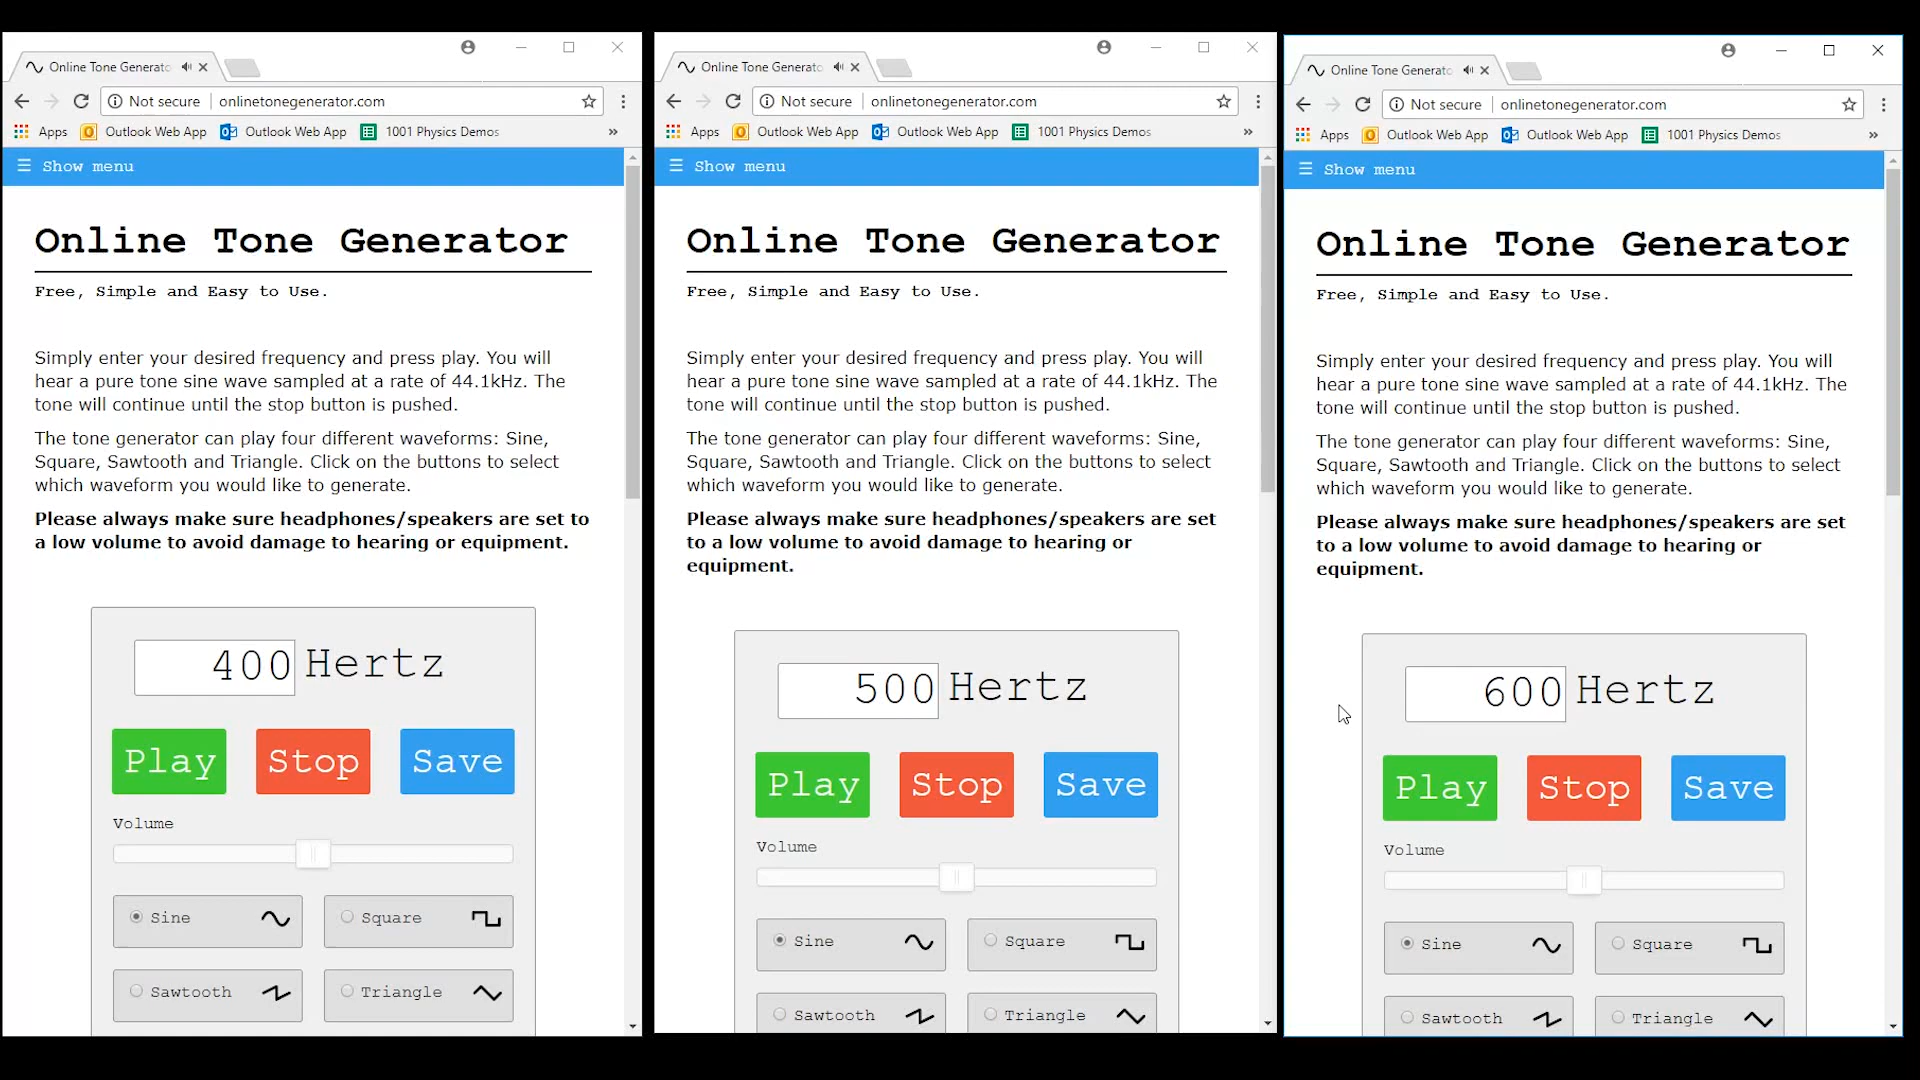 Online Tone Generato
Not secure onlinetonegenerator.com
Apps Outlook Web App Outlook Web App 1001 Physics Demos »
☰ Show menu
Online Tone Generator
Free, Simple and Easy to Use.
Simply enter your desired frequency and press play. You will
hear a pure tone sine wave sampled at a rate of 44.1kHz. The
tone will continue until the stop button is pushed.
The tone generator can play four different waveforms: Sine,
Square, Sawtooth and Triangle. Click on the buttons to select
which waveform you would like to generate.
Please always make sure headphones/speakers are set to
a low volume to avoid damage to hearing or equipment.
400 Hertz
Play Stop Save
Volume
Sine Square
Sawtooth Triangle
Online Tone Generato
Not secure onlinetonegenerator.com
Apps Outlook Web App Outlook Web App 1001 Physics Demos »
☰ Show menu
Online Tone Generator
Free, Simple and Easy to Use.
Simply enter your desired frequency and press play. You will
hear a pure tone sine wave sampled at a rate of 44.1kHz. The
tone will continue until the stop button is pushed.
The tone generator can play four different waveforms: Sine,
Square, Sawtooth and Triangle. Click on the buttons to select
which waveform you would like to generate.
Please always make sure headphones/speakers are set
to a low volume to avoid damage to hearing or
equipment.
500 Hertz
Play Stop Save
Volume
Sine Square
Sawtooth Triangle
Online Tone Generato
Not secure onlinetonegenerator.com
Apps Outlook Web App Outlook Web App 1001 Physics Demos »
☰ Show menu
Online Tone Generator
Free, Simple and Easy to Use.
Simply enter your desired frequency and press play. You will
hear a pure tone sine wave sampled at a rate of 44.1kHz. The
tone will continue until the stop button is pushed.
The tone generator can play four different waveforms: Sine,
Square, Sawtooth and Triangle. Click on the buttons to select
which waveform you would like to generate.
Please always make sure headphones/speakers are set
to a low volume to avoid damage to hearing or
equipment.
600 Hertz
Play Stop Save
Volume
Sine Square
Sawtooth Triangle